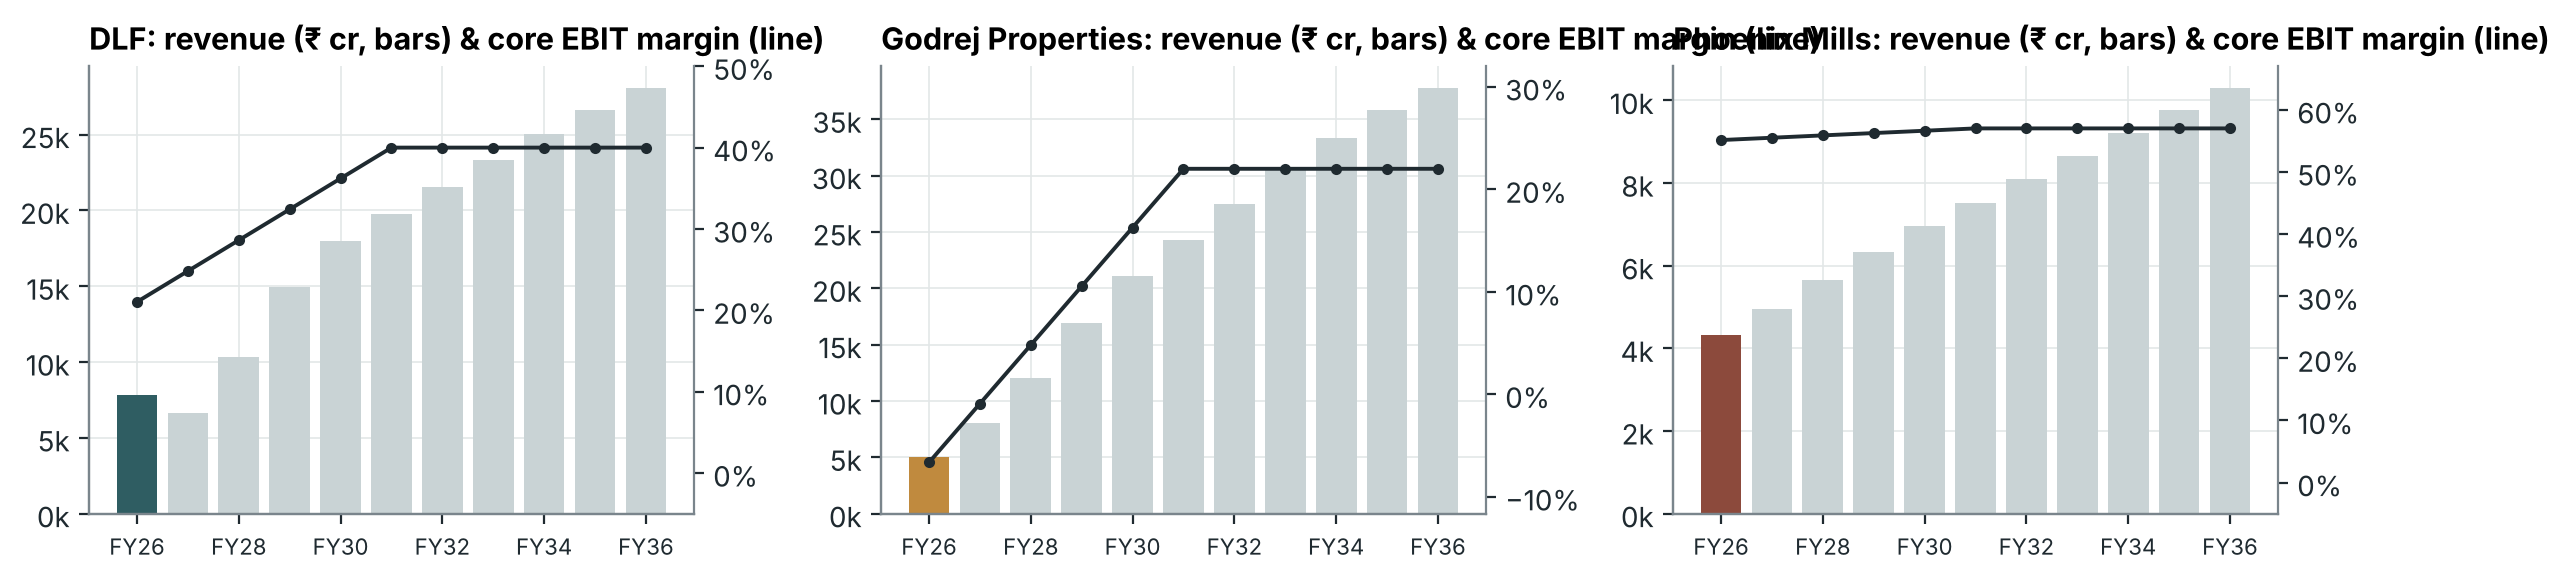 DLF: revenue (₹ cr, bars) & core EBIT margin (line)
25k
20k
15k
10k
5k
0k
50%
40%
30%
20%
10%
0%
FY26 FY28 FY30 FY32 FY34 FY36
Godrej Properties: revenue (₹ cr, bars) & core EBIT margin (line)
35k
30k
25k
20k
15k
10k
5k
0k
30%
20%
10%
0%
−10%
FY26 FY28 FY30 FY32 FY34 FY36
Phoenix Mills: revenue (₹ cr, bars) & core EBIT margin (line)
10k
8k
6k
4k
2k
0k
60%
50%
40%
30%
20%
10%
0%
FY26 FY28 FY30 FY32 FY34 FY36